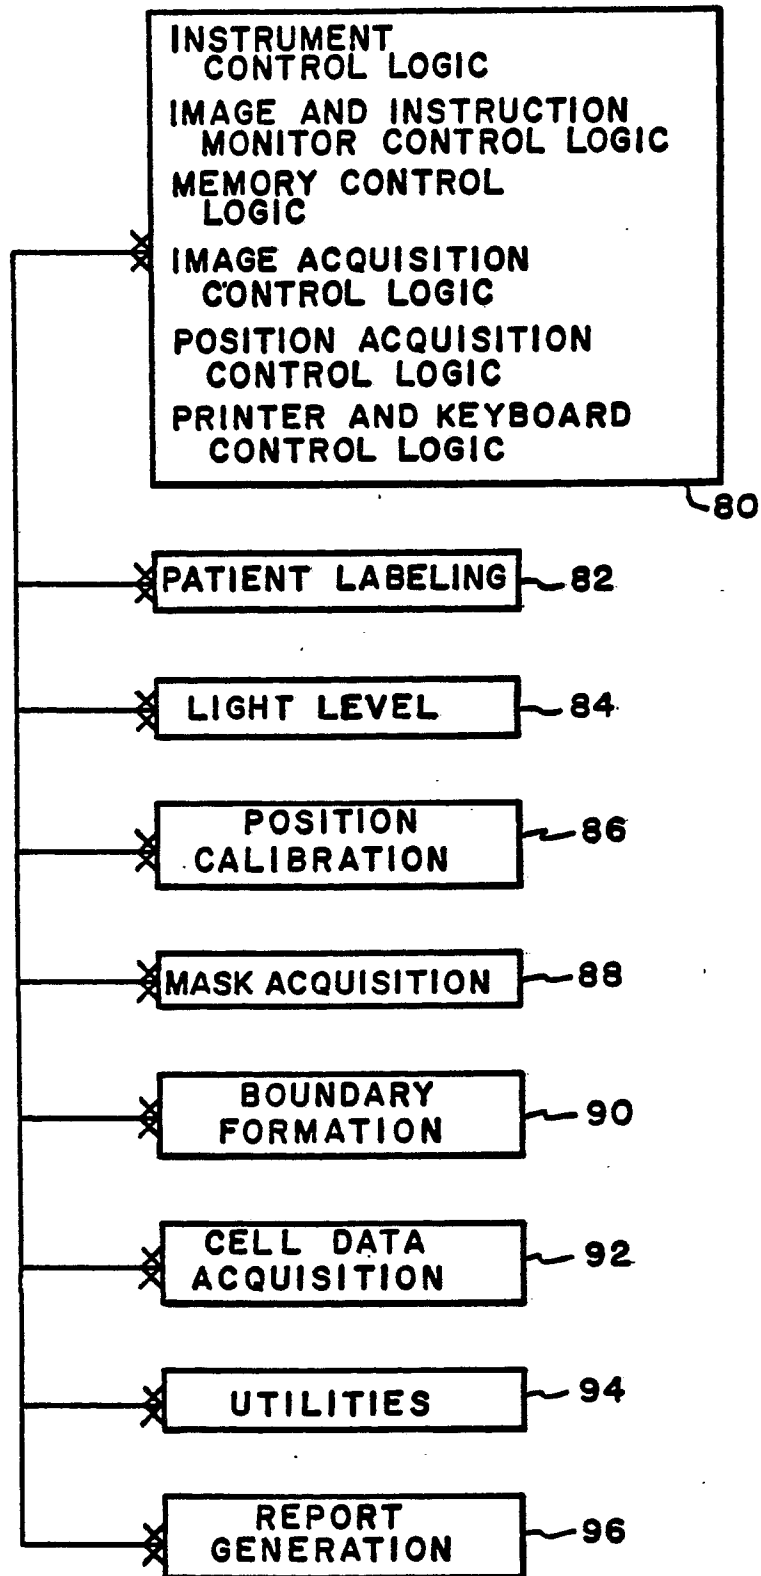 INSTRUMENT
CONTROL LOGIC
IMAGE AND INSTRUCTION
MONITOR CONTROL LOGIC
MEMORY CONTROL
LOGIC
IMAGE ACQUISITION
CONTROL LOGIC
POSITION ACQUISITION
CONTROL LOGIC
PRINTER AND KEYBOARD
CONTROL LOGIC
80
PATIENT LABELING 82
LIGHT LEVEL 84
POSITION
CALIBRATION 86
MASK ACQUISITION 88
BOUNDARY
FORMATION 90
CELL DATA
ACQUISITION 92
UTILITIES 94
REPORT
GENERATION 96